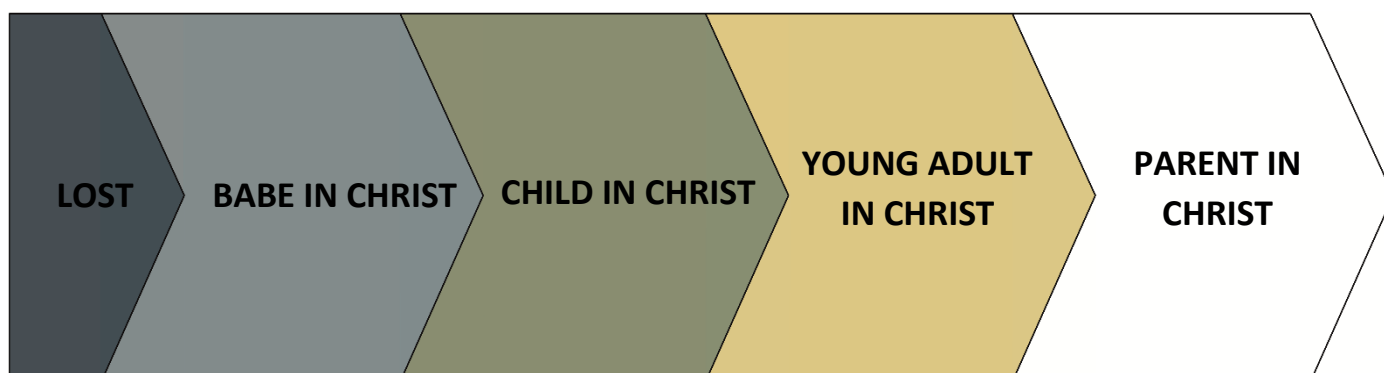 LOST
BABE IN CHRIST
CHILD IN CHRIST
YOUNG ADULT
IN CHRIST
PARENT IN
CHRIST